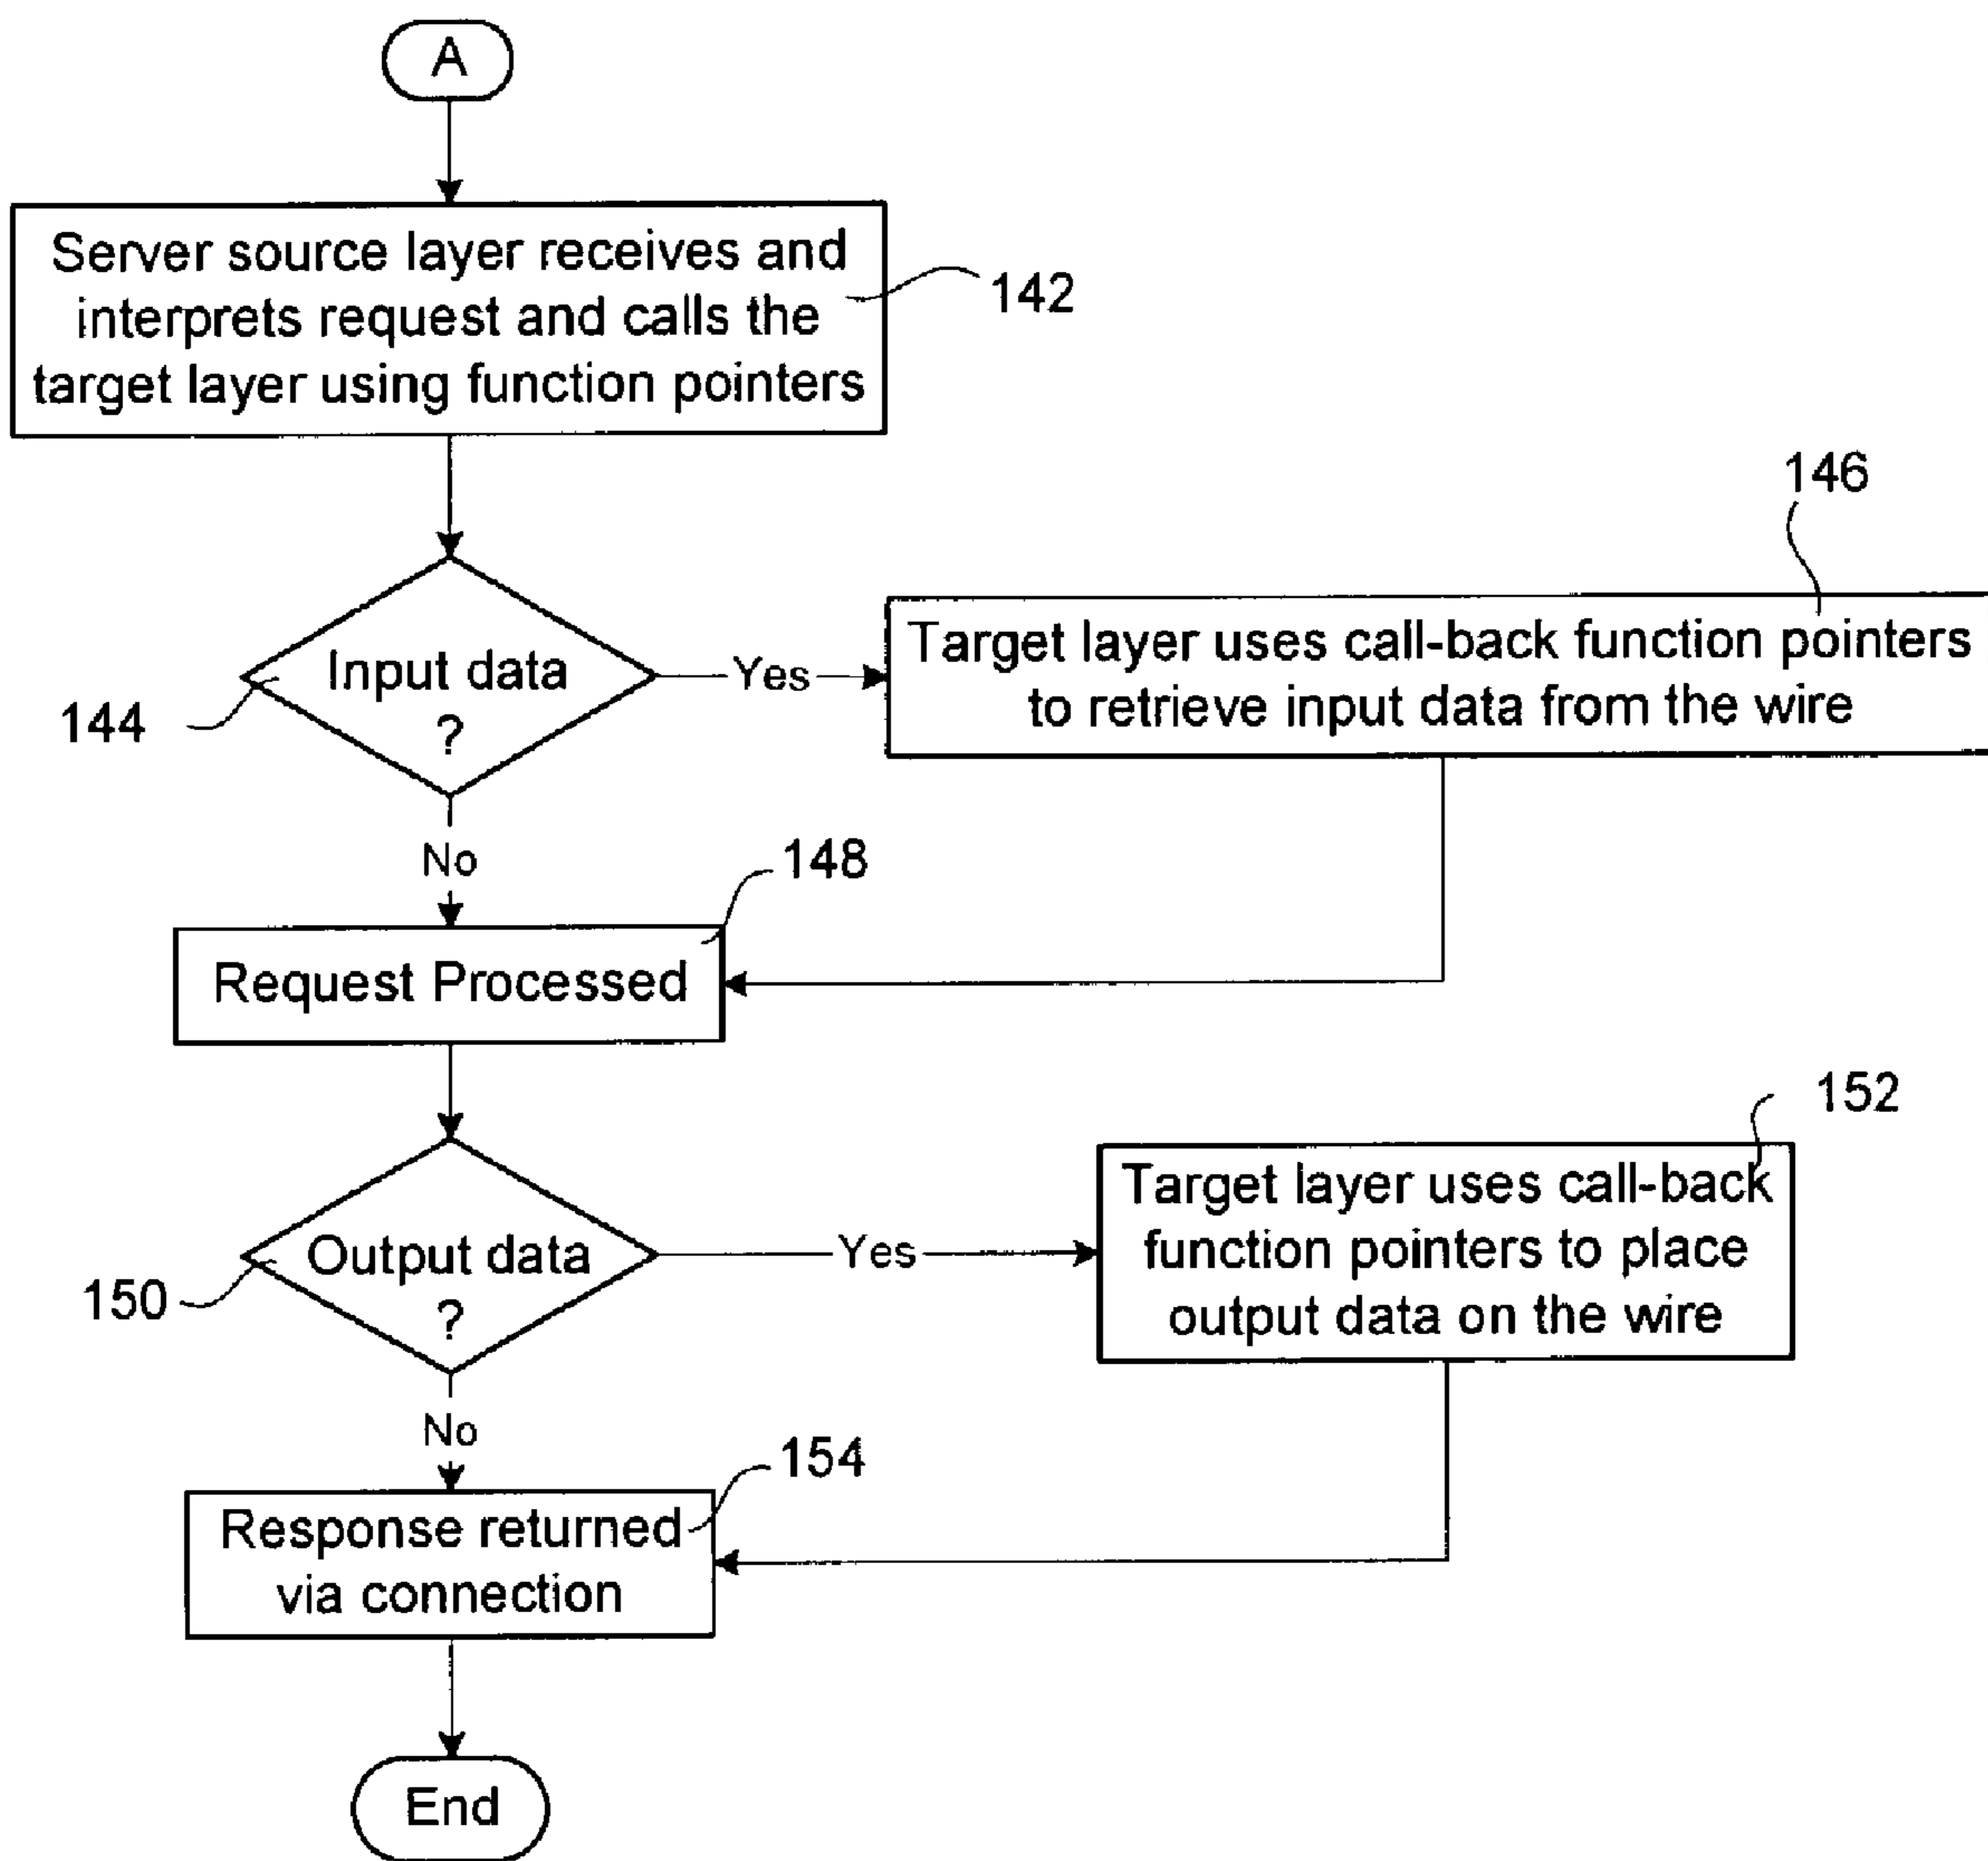 A
Server source layer receives and
interprets request and calls the
target layer using function pointers
142
146
Target layer uses call-back function pointers
to retrieve input data from the wire
Input data
?
Yes
144
No
148
Request Processed
152
Target layer uses call-back
function pointers to place
output data on the wire
Output data
?
Yes
150
No
154
Response returned
via connection
End